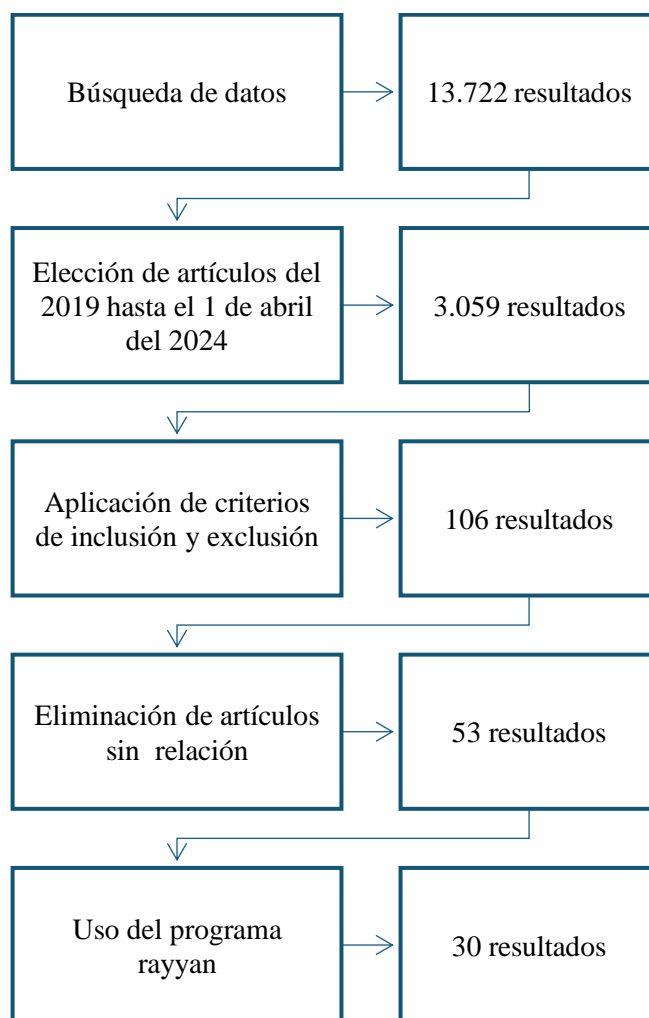 Búsqueda de datos
13.722 resultados
Elección de artículos del
2019 hasta el 1 de abril
del 2024
3.059 resultados
Aplicación de criterios
de inclusión y exclusión
106 resultados
Eliminación de artículos
sin relación
53 resultados
Uso del programa
rayyan
30 resultados